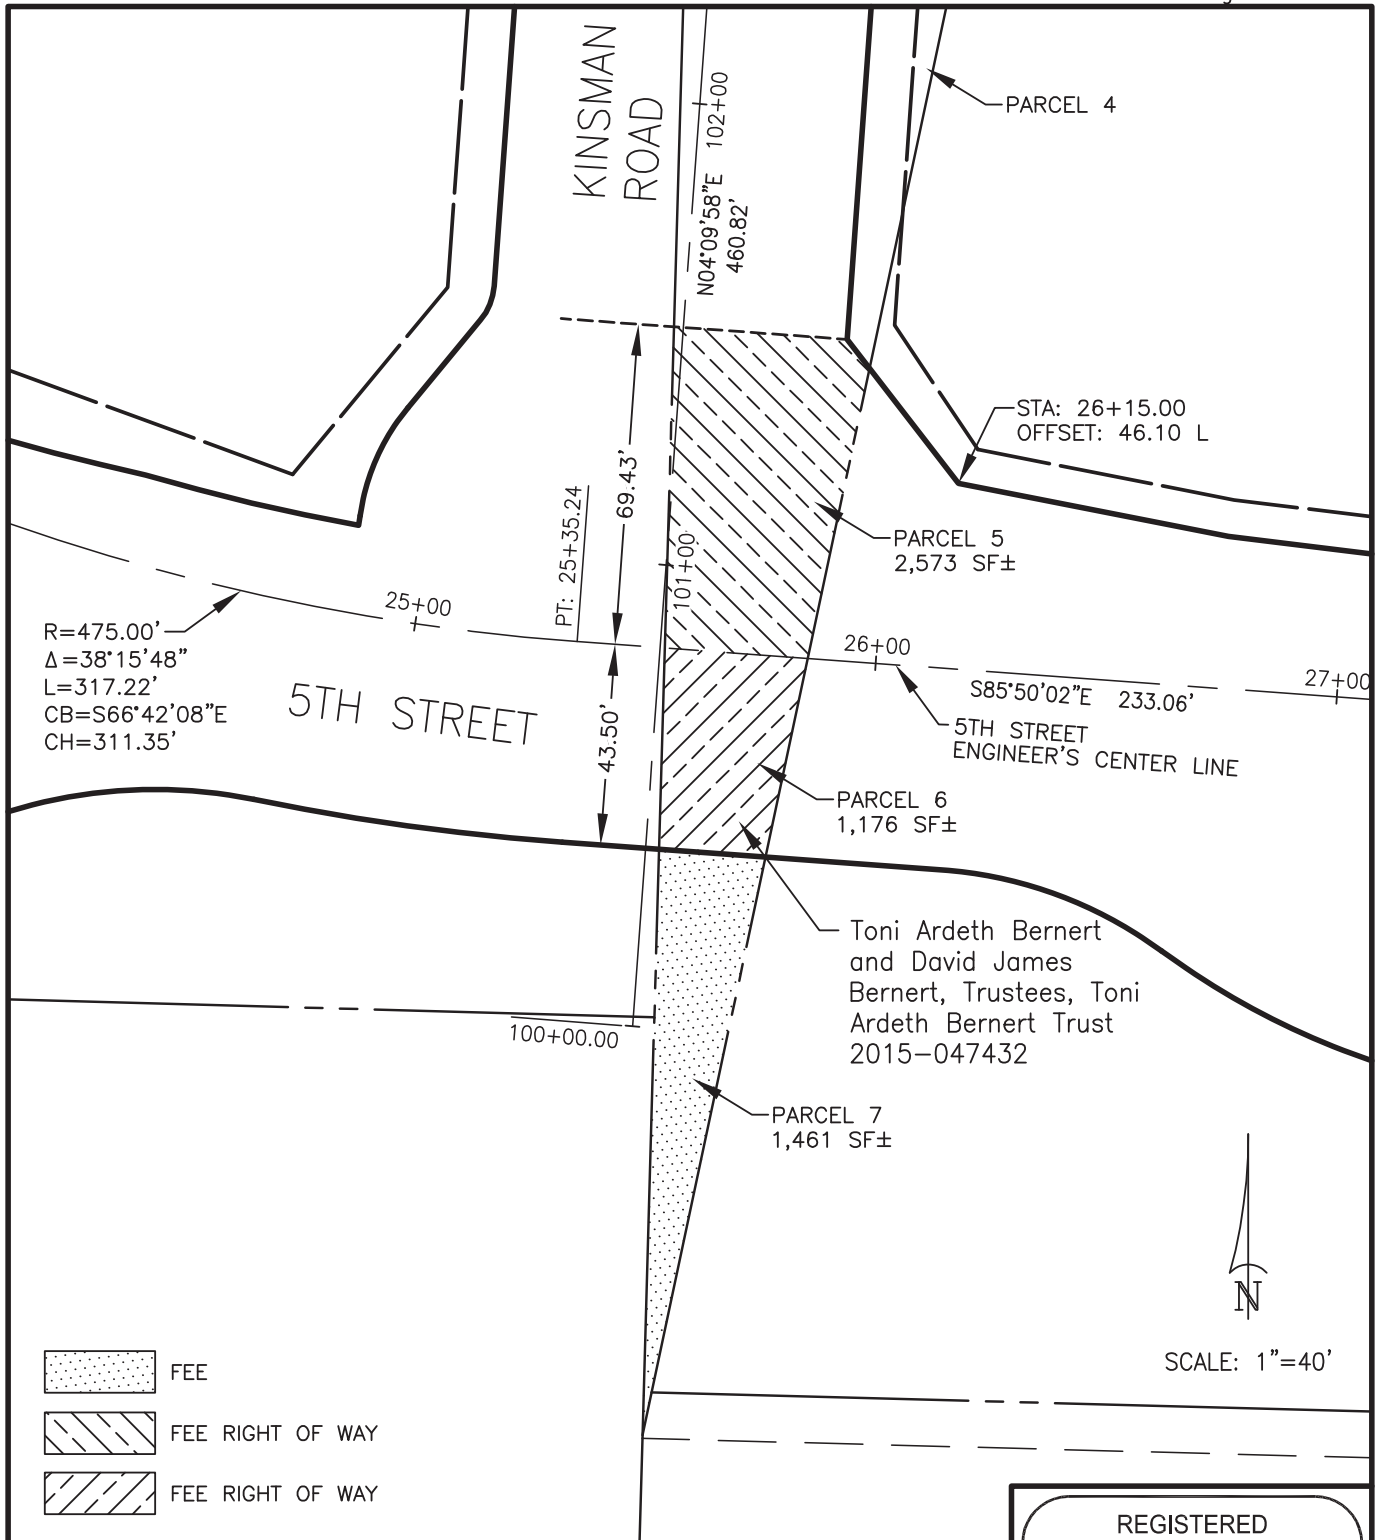 KINSMAN
ROAD
N04°09'58"E 102+00
460.82'
PARCEL 4
STA: 26+15.00
OFFSET: 46.10 L
69.43'
PT: 25+35.24
101+00
PARCEL 5
2,573 SF±
25+00
R=475.00'
Δ=38°15'48"
L=317.22'
CB=S66°42'08"E
CH=311.35'
26+00
27+00
S85°50'02"E 233.06'
5TH STREET
43.50'
5TH STREET
ENGINEER'S CENTER LINE
PARCEL 6
1,176 SF±
Toni Ardeth Bernert
and David James
Bernert, Trustees, Toni
Ardeth Bernert Trust
2015-047432
100+00.00
PARCEL 7
1,461 SF±
N
SCALE: 1"=40'
FEE
FEE RIGHT OF WAY
FEE RIGHT OF WAY
REGISTERED